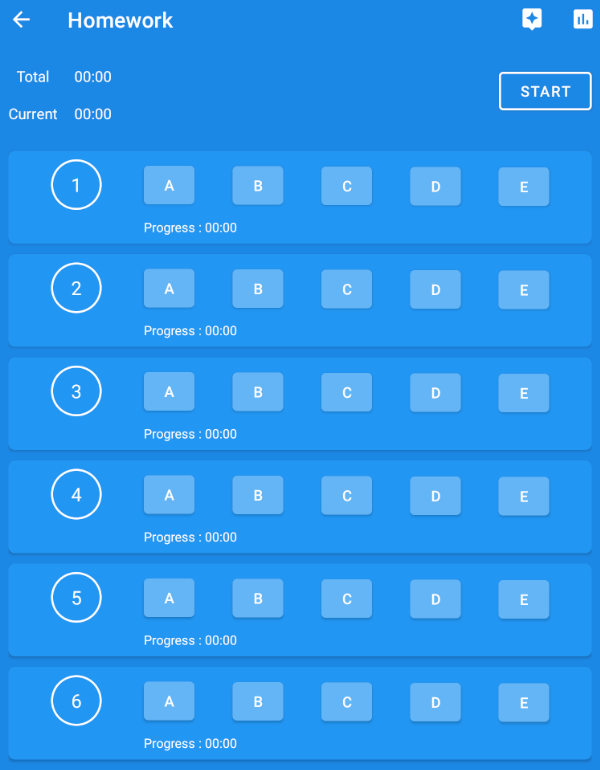 Homework
Total 00:00
START
Current 00:00
1 A B C D E
Progress : 00:00
2 A B C D E
Progress : 00:00
3 A B C D E
Progress : 00:00
4 A B C D E
Progress : 00:00
5 A B C D E
Progress : 00:00
6 A B C D E
Progress : 00:00